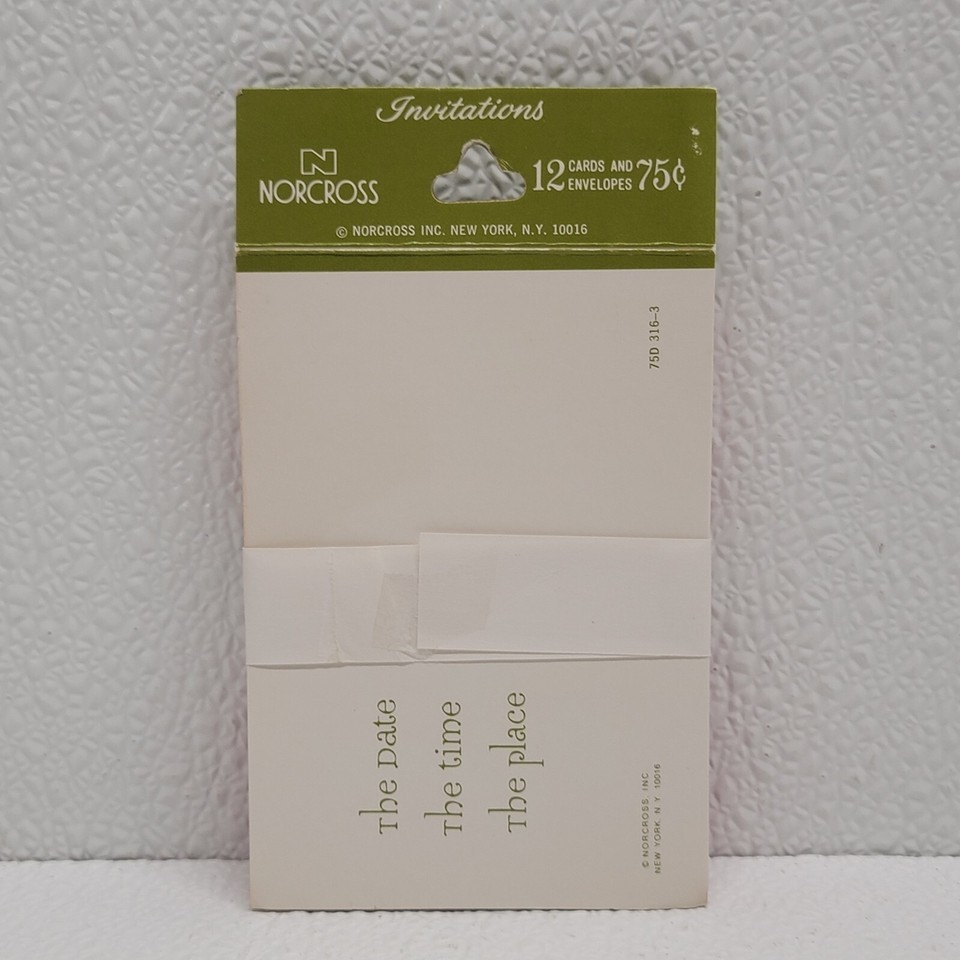 Invitations
N
NORCROSS
12 CARDS AND ENVELOPES 75¢
© NORCROSS INC. NEW YORK, N.Y. 10016
75D 316-3
The Date
The time
The place
© NORCROSS, INC
NEW YORK, N Y 10016